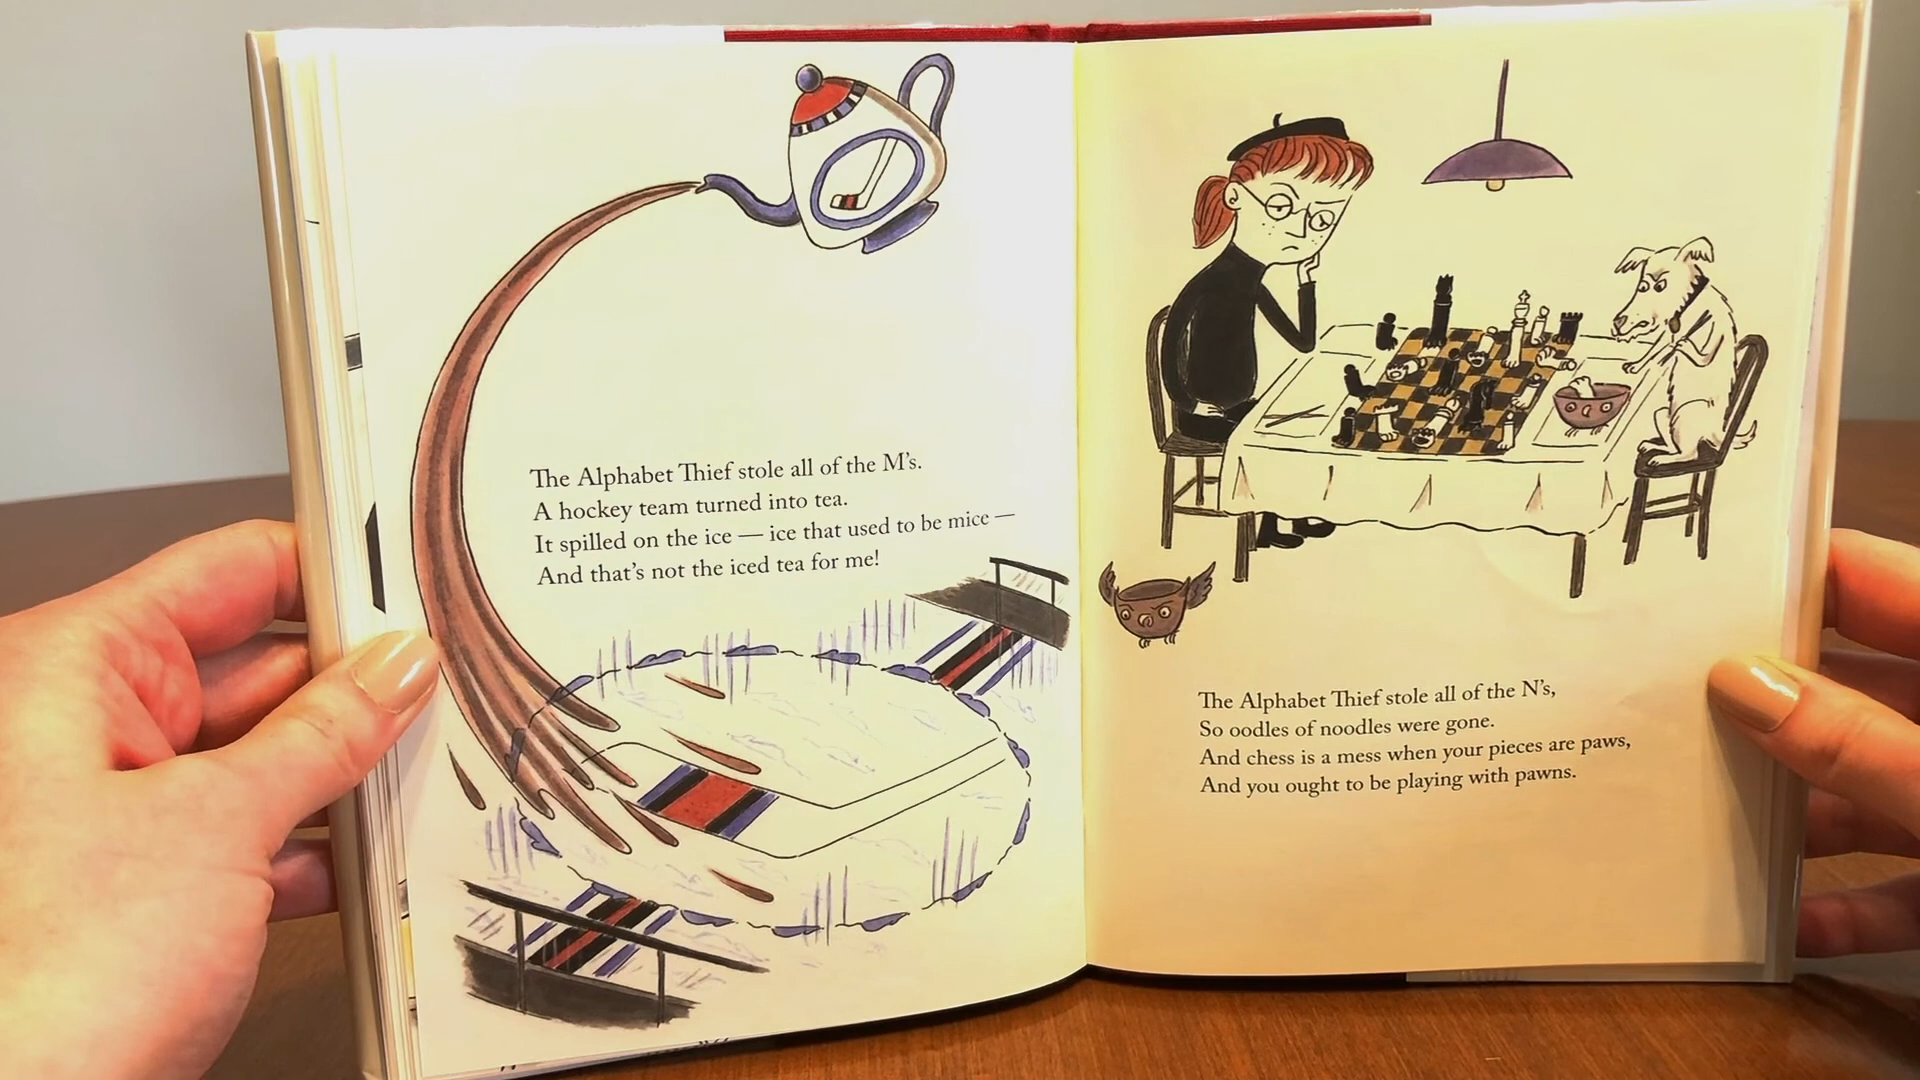 The Alphabet Thief stole all of the M's.
A hockey team turned into tea.
It spilled on the ice — ice that used to be mice —
And that's not the iced tea for me!
The Alphabet Thief stole all of the N's,
So oodles of noodles were gone.
And chess is a mess when your pieces are paws,
And you ought to be playing with pawns.